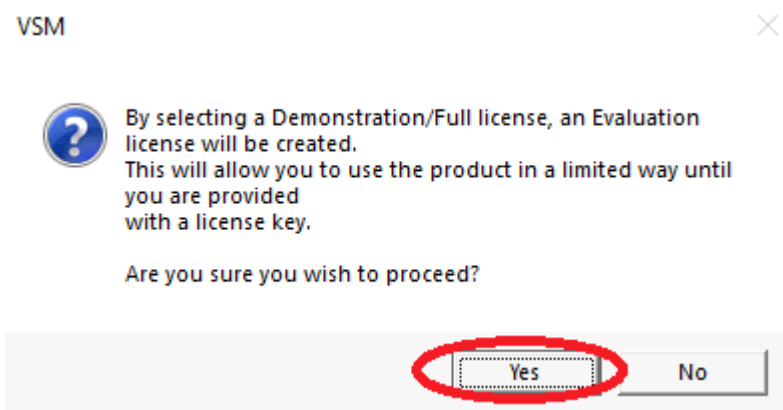 VSM
By selecting a Demonstration/Full license, an Evaluation
license will be created.
This will allow you to use the product in a limited way until
you are provided
with a license key.
Are you sure you wish to proceed?
Yes
No